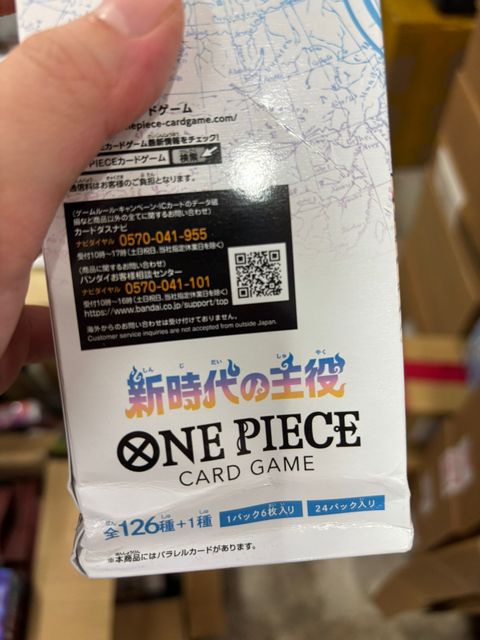 ドゲーム
epiece-cardgame.com/
Eカードゲーム最新情報をチェック!
PIECEカードゲーム 検索
通信料はお客様のご負担となります。
(ゲームルール・キャンペーン・ICカードのデータ破
損など商品以外の全てに関するお問い合わせ)
カードダスナビ
ナビダイヤル 0570-041-955
受付10時~17時(土日祝日、当社指定休業日を除く)
(商品に関するお問い合わせ)
バンダイお客様相談センター
ナビダイヤル 0570-041-101
受付10時~16時(土日祝日、当社指定休業日を除く)
https://www.bandai.co.jp/support/top
海外からのお問い合わせは受け付けておりません。
Customer service inquiries are not accepted from outside Japan.
しん じ だい しゅ やく
新時代の主役
ONE PIECE
CARD GAME
全126種+1種 1パック6枚入り 24パック入り
※本商品にはパラレルカードがあります。